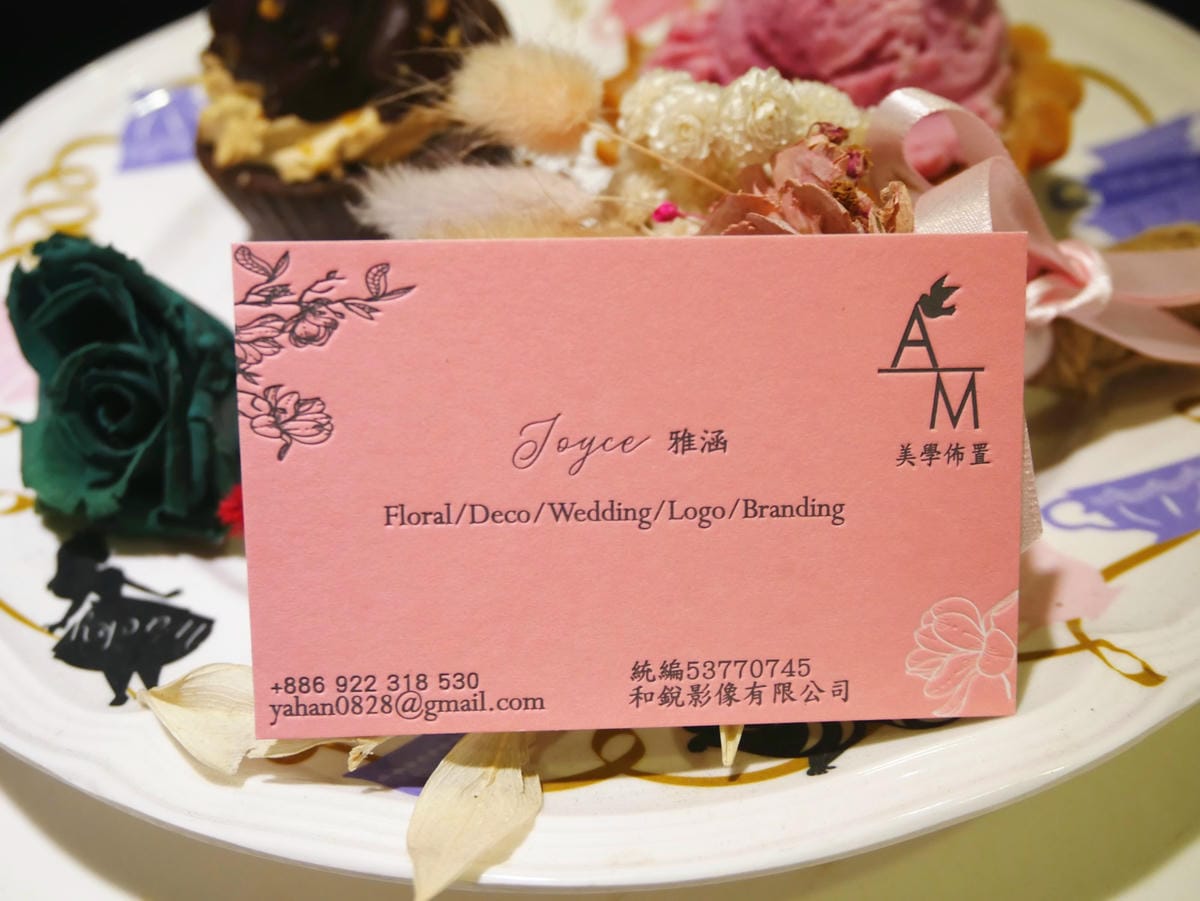 A
M
美學佈置
Joyce 雅涵
Floral/Deco/Wedding/Logo/Branding
+886 922 318 530
yahan0828@gmail.com
統編53770745
和銳影像有限公司